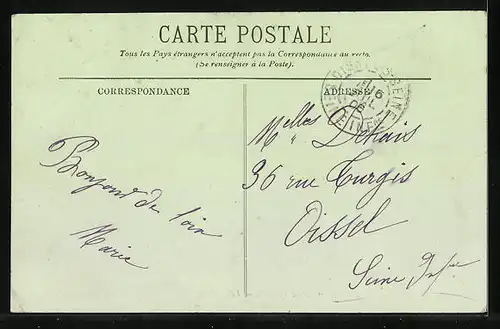 CARTE POSTALE
Tous les Pays étrangers n'acceptent pas la Correspondance au recto.
(Se renseigner à la Poste).
CORRESPONDANCE
ADRESSE
Bonjour de loin
Marie
Melles Dehais
36 rue Turgis
Oissel
Seine Infre